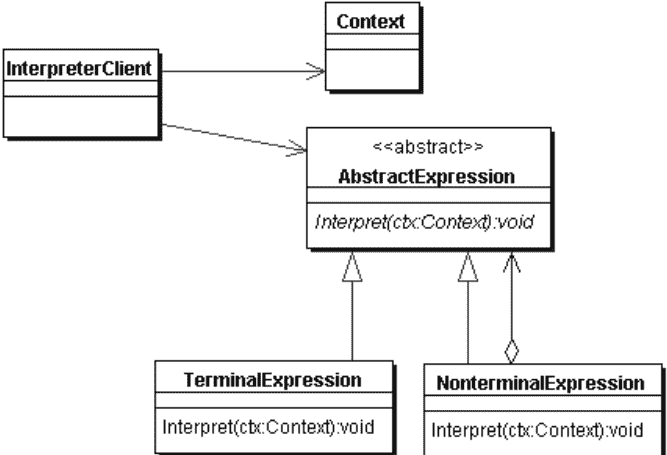 Context
InterpreterClient
<<abstract>>
AbstractExpression
Interpret(ctx:Context):void
TerminalExpression
Interpret(ctx:Context):void
NonterminalExpression
Interpret(ctx:Context):void